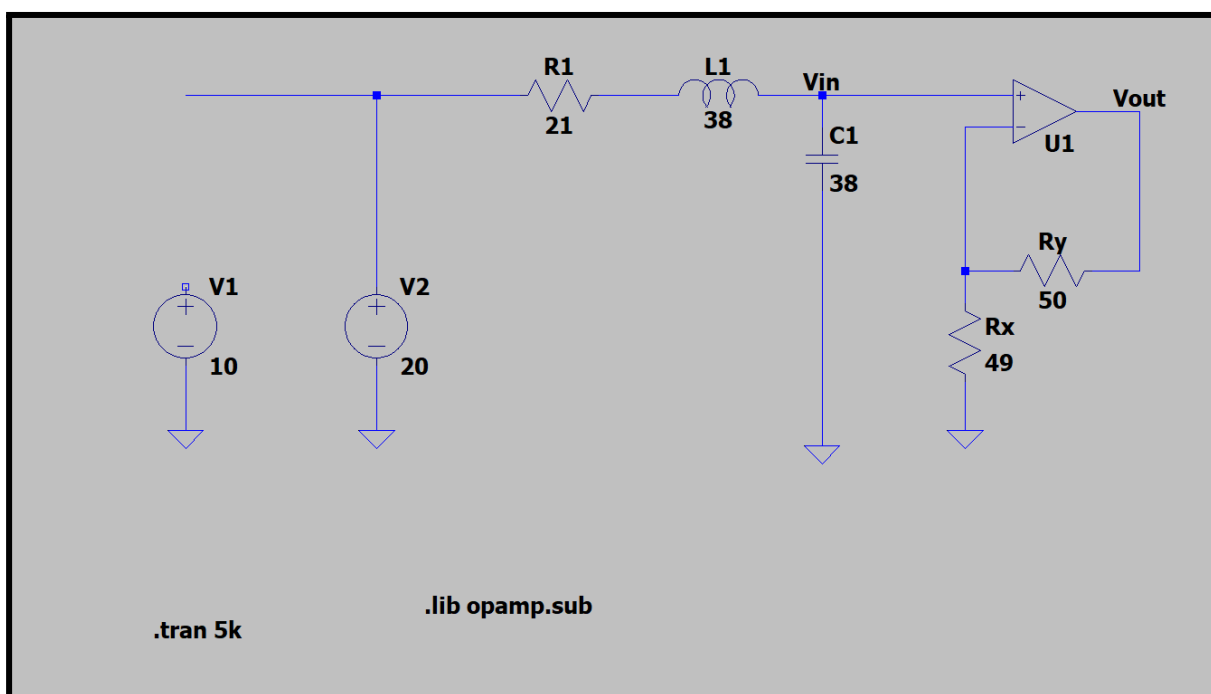 R1
21
L1
38
Vin
C1
38
U1
Vout
Ry
50
Rx
49
V1
10
V2
20
.lib opamp.sub
.tran 5k